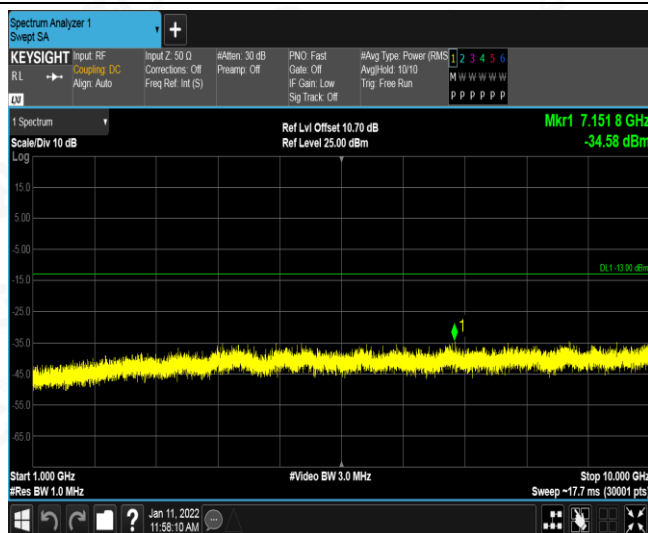 Spectrum Analyzer 1
Swept SA
+
KEYSIGHT
RL
Input: RF
Coupling: DC
Align: Auto
Input Z: 50 Ω
Corrections: Off
Freq Ref: Int (S)
#Atten: 30 dB
Preamp: Off
PNO: Fast
Gate: Off
IF Gain: Low
Sig Track: Off
#Avg Type: Power (RMS
Avg|Hold: 10/10
Trig: Free Run
1 2 3 4 5 6
M W W W W W
P P P P P P
1 Spectrum
Scale/Div 10 dB
Ref Lvl Offset 10.70 dB
Ref Level 25.00 dBm
Mkr1 7.151 8 GHz
-34.58 dBm
Log
15.0
5.00
-5.00
DL1 -13.00 dBm
-15.0
-25.0
1
-35.0
-45.0
-55.0
-65.0
Start 1.000 GHz
#Res BW 1.0 MHz
#Video BW 3.0 MHz
Stop 10.000 GHz
Sweep ~17.7 ms (30001 pts)
?
Jan 11, 2022
11:58:10 AM